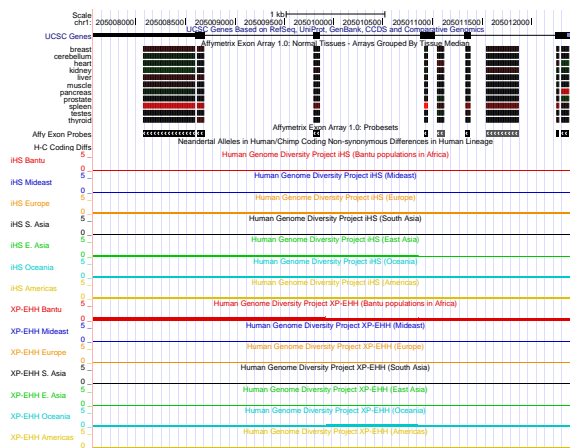 Scale 1 kb
chr1: 205008000 205008500 205009000 205009500 205010000 205010500 205011000 205011500 205012000
UCSC Genes Based on RefSeq, UniProt, GenBank, CCDS and Comparative Genomics
UCSC Genes
Affymetrix Exon Array 1.0: Normal Tissues - Arrays Grouped By Tissue Median
breast
cerebellum
heart
kidney
liver
muscle
pancreas
prostate
spleen
testes
thyroid
Affymetrix Exon Array 1.0: Probesets
Affy Exon Probes
Neandertal Alleles in Human/Chimp Coding Non-synonymous Differences in Human Lineage
H-C Coding Diffs
Human Genome Diversity Project iHS (Bantu populations in Africa)
iHS Bantu 5 _
0 _
Human Genome Diversity Project iHS (Mideast)
iHS Mideast 5 _
0 _
Human Genome Diversity Project iHS (Europe)
iHS Europe 5 _
0 _
Human Genome Diversity Project iHS (South Asia)
iHS S. Asia 5 _
0 _
Human Genome Diversity Project iHS (East Asia)
iHS E. Asia 5 _
0 _
Human Genome Diversity Project iHS (Oceania)
iHS Oceania 5 _
0 _
Human Genome Diversity Project iHS (Americas)
iHS Americas 5 _
0 _
Human Genome Diversity Project XP-EHH (Bantu populations in Africa)
XP-EHH Bantu 5 _
0 _
Human Genome Diversity Project XP-EHH (Mideast)
XP-EHH Mideast 5 _
0 _
Human Genome Diversity Project XP-EHH (Europe)
XP-EHH Europe 5 _
0 _
Human Genome Diversity Project XP-EHH (South Asia)
XP-EHH S. Asia 5 _
0 _
Human Genome Diversity Project XP-EHH (East Asia)
XP-EHH E. Asia 5 _
0 _
Human Genome Diversity Project XP-EHH (Oceania)
XP-EHH Oceania 5 _
0 _
Human Genome Diversity Project XP-EHH (Americas)
XP-EHH Americas 5 _
0 _